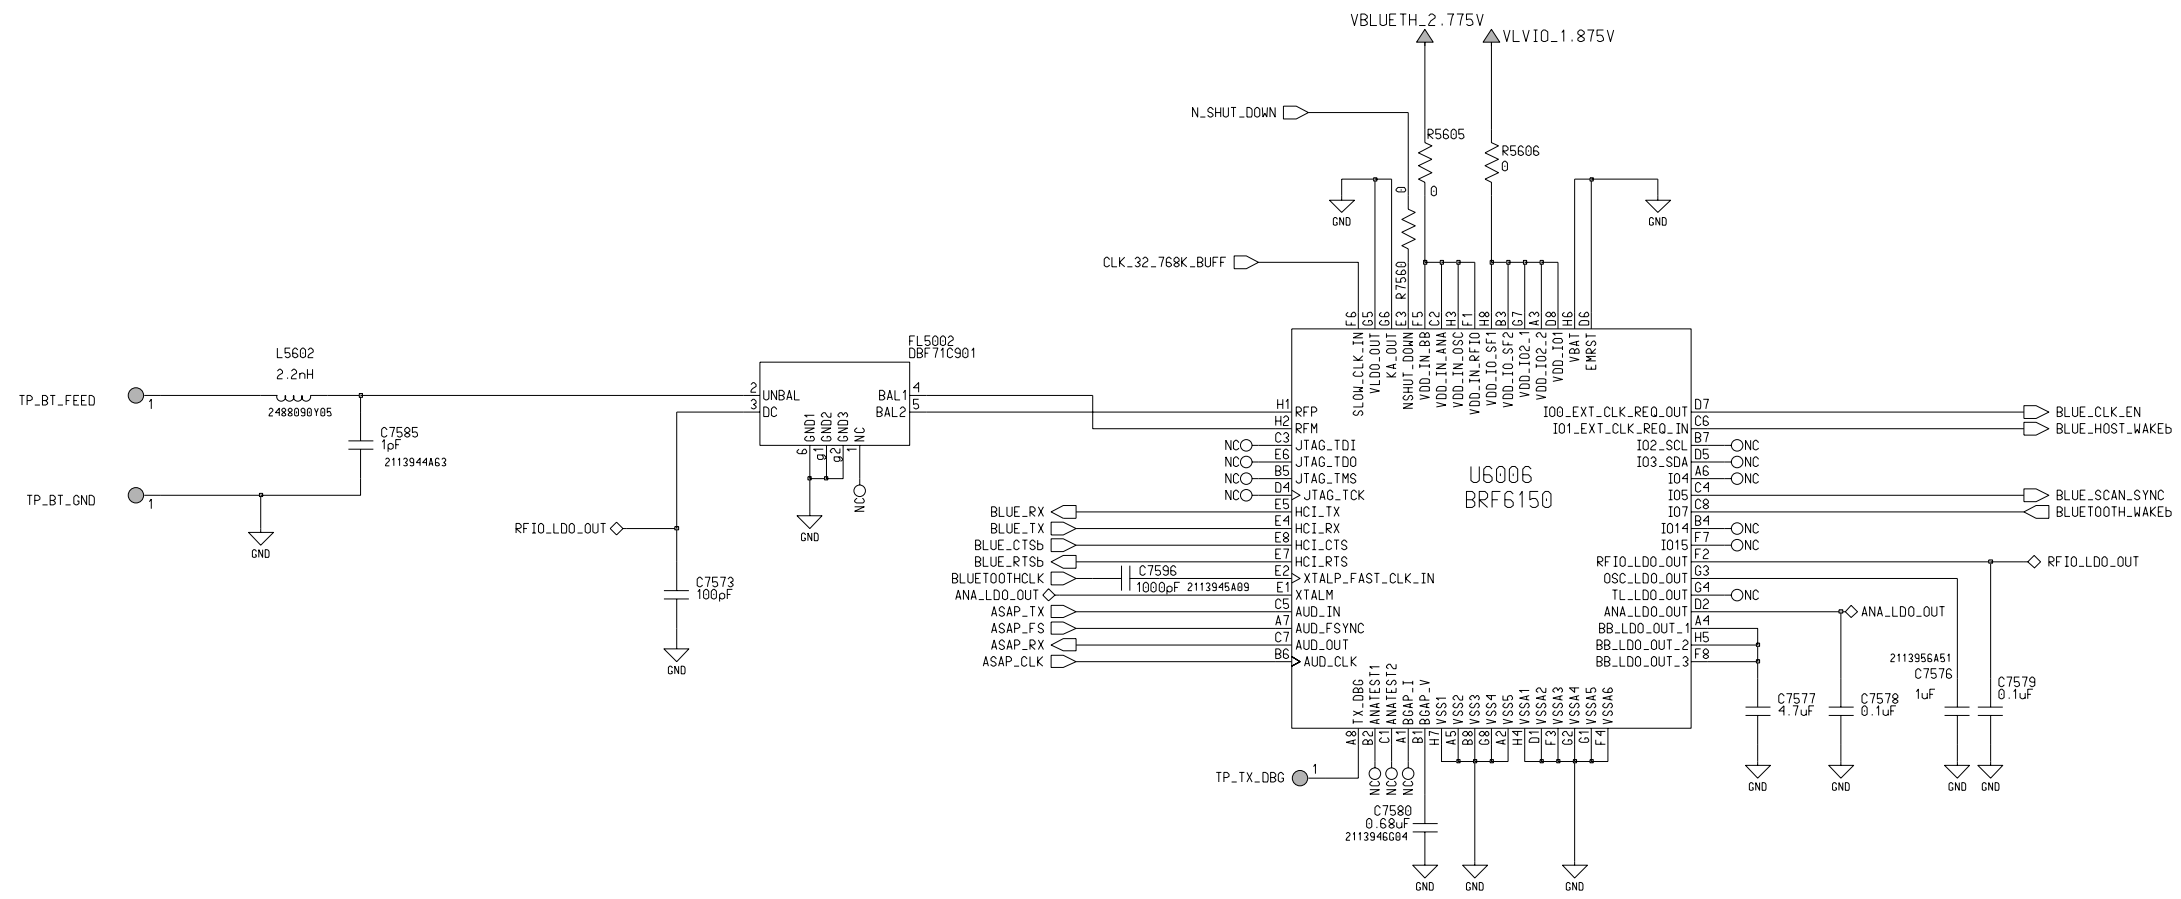 VBLUETH_2.775V
VLVIO_1.875V
N_SHUT_DOWN
R5605
0
R5606
0
0
R7560
GND
GND
CLK_32_768K_BUFF
F6 G5 G6 E3 F5 C2 H3 F1 H8 B3 G7 A3 D8 H6 D6
SLOW_CLK_IN
VLDO_OUT
KA_OUT
NSHUT_DOWN
VDD_IN_BB
VDD_IN_ANA
VDD_IN_OSC
VDD_IN_RFIO
VDD_IO_SF1
VDD_IO_SF2
VDD_IO2_1
VDD_IO2_2
VDD_IO1
VBAT
EMRST
L5602
2.2nH
2488090Y05
TP_BT_FEED 1
C7585
1pF
2113944A63
TP_BT_GND 1
GND
FL5002
DBF71C901
2 UNBAL BAL1 4
3 DC BAL2 5
GND1 GND2 GND3 NC
6 g1 g2 1
GND
NC
RFIO_LDO_OUT
C7573
100pF
GND
U6006
BRF6150
H1 RFP
H2 RFM
NC C3 JTAG_TDI
NC E6 JTAG_TDO
NC B5 JTAG_TMS
NC D4 JTAG_TCK
BLUE_RX E5 HCI_TX
BLUE_TX E4 HCI_RX
BLUE_CTSb E8 HCI_CTS
BLUE_RTSb E7 HCI_RTS
BLUETOOTHCLK C7596 E2 XTALP_FAST_CLK_IN
1000pF 2113945A09
ANA_LDO_OUT E1 XTALM
ASAP_TX C5 AUD_IN
ASAP_FS A7 AUD_FSYNC
ASAP_RX C7 AUD_OUT
ASAP_CLK B6 AUD_CLK
IO0_EXT_CLK_REQ_OUT D7 BLUE_CLK_EN
IO1_EXT_CLK_REQ_IN C6 BLUE_HOST_WAKEb
IO2_SCL B7 NC
IO3_SDA D5 NC
IO4 A6 NC
IO5 C4 BLUE_SCAN_SYNC
IO7 C8 BLUETOOTH_WAKEb
IO14 B4 NC
IO15 F7 NC
RFIO_LDO_OUT F2 RFIO_LDO_OUT
OSC_LDO_OUT G3
TL_LDO_OUT G4 NC
ANA_LDO_OUT D2 ANA_LDO_OUT
BB_LDO_OUT_1 A4
BB_LDO_OUT_2 H5
BB_LDO_OUT_3 F8
C7577
4.7uF
C7578
0.1uF
2113956A51
C7576
1uF
C7579
0.1uF
GND
GND
GND
GND
TX_DBG
ANATEST1
ANATEST2
BGAP_I
BGAP_V
VSS1
VSS2
VSS3
VSS4
VSS5
VSSA1
VSSA2
VSSA3
VSSA4
VSSA5
VSSA6
A8 B2 C1 A1 B1 H7 A5 B8 G8 A2 H4 D1 F3 G2 G1 F4
TP_TX_DBG 1
NC NC NC
C7580
0.68uF
2113946G04
GND
GND
GND